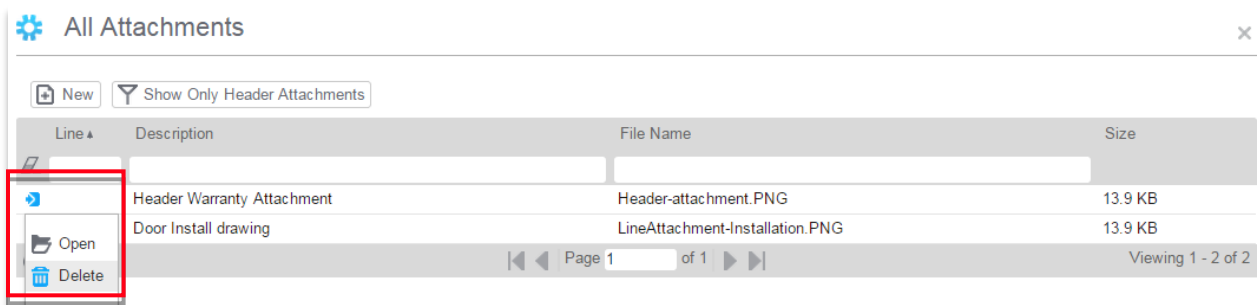 All Attachments
New Show Only Header Attachments
Line Description File Name Size
Header Warranty Attachment Header-attachment.PNG 13.9 KB
Door Install drawing LineAttachment-Installation.PNG 13.9 KB
Open
Page 1 of 1 Viewing 1 - 2 of 2
Delete